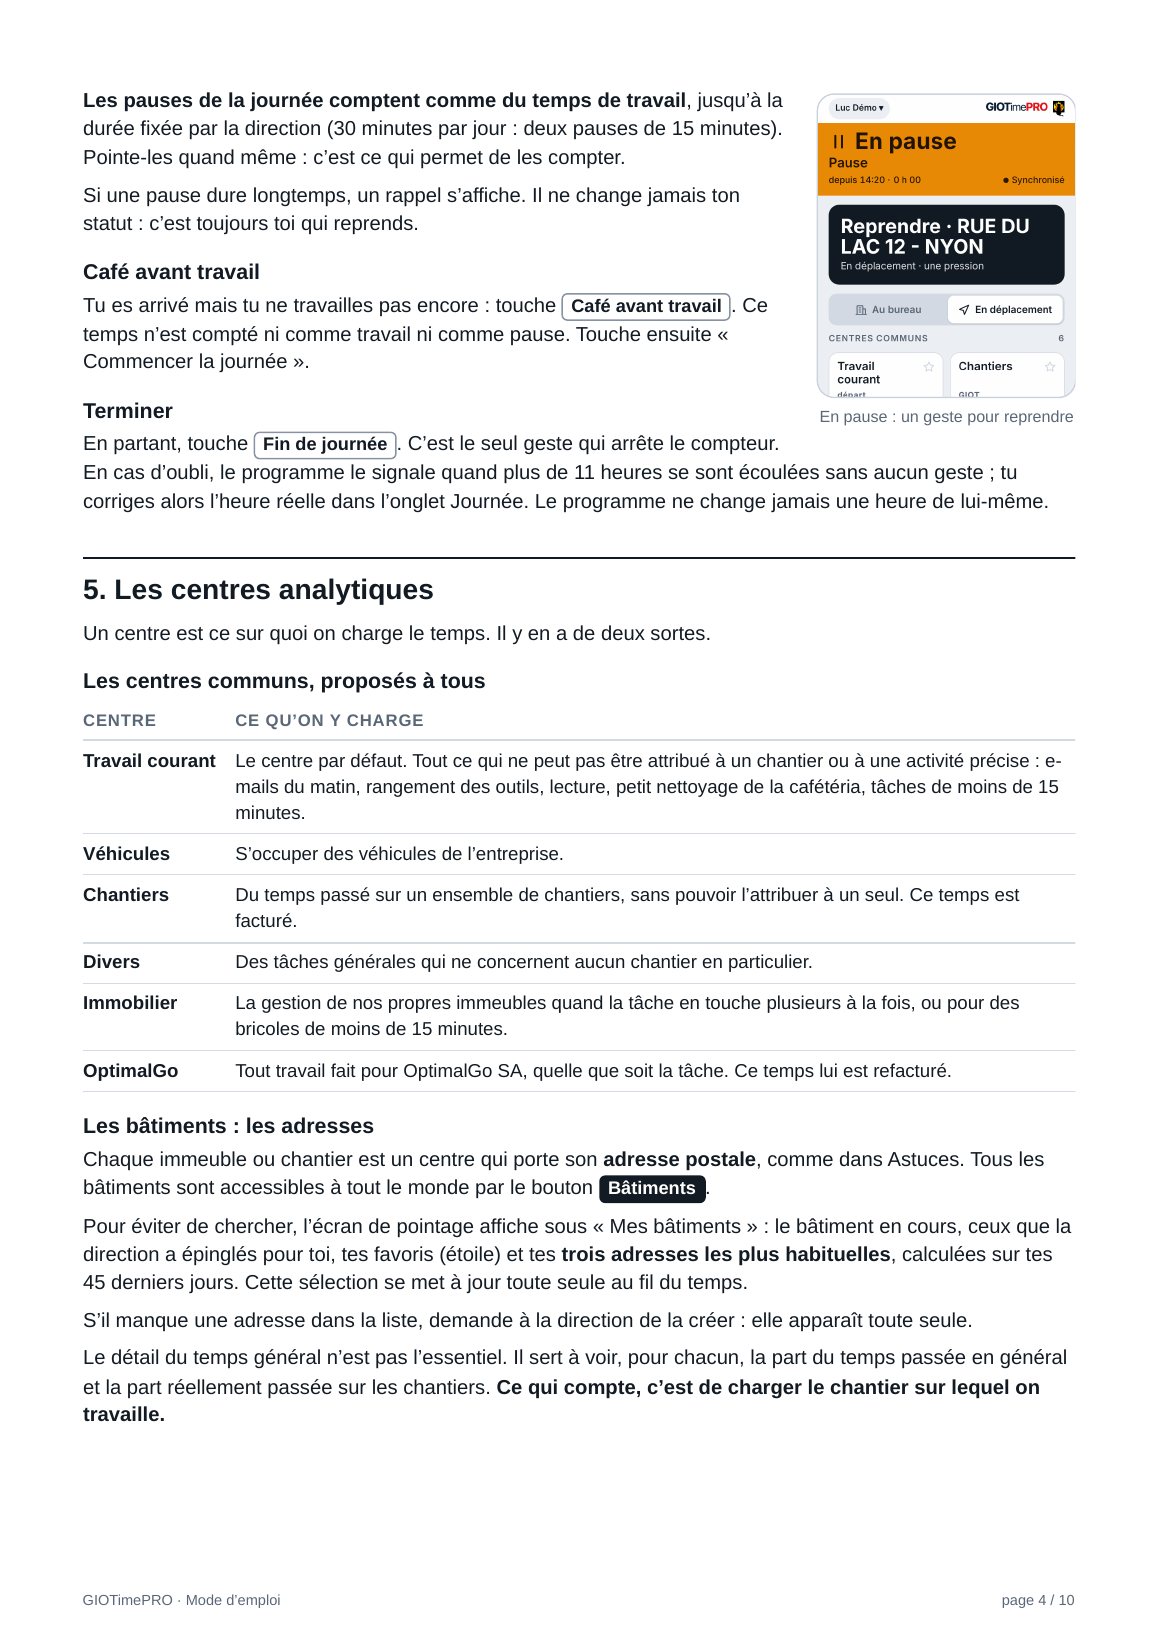 Les pauses de la journée comptent comme du temps de travail, jusqu’à la
durée fixée par la direction (30 minutes par jour : deux pauses de 15 minutes).
Pointe-les quand même : c’est ce qui permet de les compter.
Si une pause dure longtemps, un rappel s’affiche. Il ne change jamais ton
statut : c’est toujours toi qui reprends.
Café avant travail
Tu es arrivé mais tu ne travailles pas encore : touche Café avant travail. Ce
temps n’est compté ni comme travail ni comme pause. Touche ensuite «
Commencer la journée ».
Terminer
En partant, touche Fin de journée. C’est le seul geste qui arrête le compteur.
En cas d’oubli, le programme le signale quand plus de 11 heures se sont écoulées sans aucun geste ; tu
corriges alors l’heure réelle dans l’onglet Journée. Le programme ne change jamais une heure de lui-même.
Luc Démo ▾ GIOTimePRO
En pause
Pause
depuis 14:20 · 0 h 00 ● Synchronisé
Reprendre · RUE DU
LAC 12 - NYON
En déplacement · une pression
Au bureau En déplacement
CENTRES COMMUNS 6
Travail Chantiers
courant
départ GIOT
En pause : un geste pour reprendre
5. Les centres analytiques
Un centre est ce sur quoi on charge le temps. Il y en a de deux sortes.
Les centres communs, proposés à tous
CENTRE CE QU’ON Y CHARGE
Travail courant Le centre par défaut. Tout ce qui ne peut pas être attribué à un chantier ou à une activité précise : e-
mails du matin, rangement des outils, lecture, petit nettoyage de la cafétéria, tâches de moins de 15
minutes.
Véhicules S’occuper des véhicules de l’entreprise.
Chantiers Du temps passé sur un ensemble de chantiers, sans pouvoir l’attribuer à un seul. Ce temps est
facturé.
Divers Des tâches générales qui ne concernent aucun chantier en particulier.
Immobilier La gestion de nos propres immeubles quand la tâche en touche plusieurs à la fois, ou pour des
bricoles de moins de 15 minutes.
OptimalGo Tout travail fait pour OptimalGo SA, quelle que soit la tâche. Ce temps lui est refacturé.
Les bâtiments : les adresses
Chaque immeuble ou chantier est un centre qui porte son adresse postale, comme dans Astuces. Tous les
bâtiments sont accessibles à tout le monde par le bouton Bâtiments.
Pour éviter de chercher, l’écran de pointage affiche sous « Mes bâtiments » : le bâtiment en cours, ceux que la
direction a épinglés pour toi, tes favoris (étoile) et tes trois adresses les plus habituelles, calculées sur tes
45 derniers jours. Cette sélection se met à jour toute seule au fil du temps.
S’il manque une adresse dans la liste, demande à la direction de la créer : elle apparaît toute seule.
Le détail du temps général n’est pas l’essentiel. Il sert à voir, pour chacun, la part du temps passée en général
et la part réellement passée sur les chantiers. Ce qui compte, c’est de charger le chantier sur lequel on
travaille.
GIOTimePRO · Mode d’emploi page 4 / 10